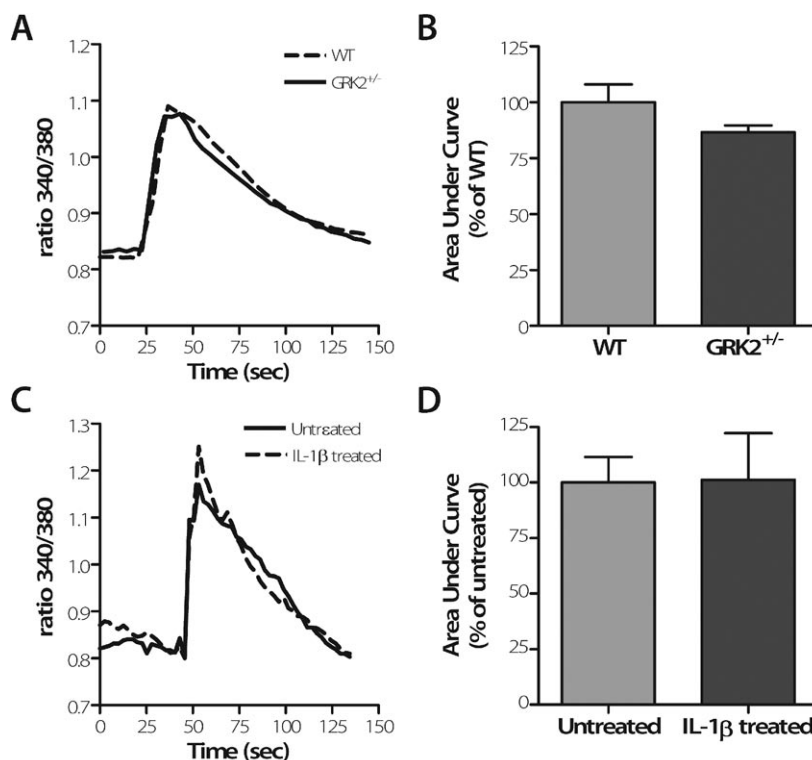 A
WT
GRK2+/-
1.2
1.1
1.0
0.9
0.8
0.7
ratio 340/380
0 25 50 75 100 125 150
Time (sec)
B
125
100
75
50
25
0
Area Under Curve
(% of WT)
WT GRK2+/-
C
Untreated
IL-1β treated
1.3
1.2
1.1
1.0
0.9
0.8
0.7
ratio 340/380
0 25 50 75 100 125 150
Time (sec)
D
125
100
75
50
25
0
Area Under Curve
(% of untreated)
Untreated IL-1β treated